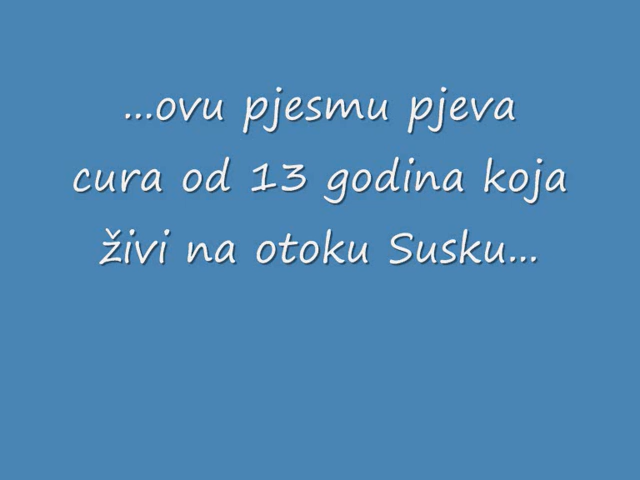 ...ovu pjesmu pjeva
cura od 13 godina koja
živi na otoku Susku...